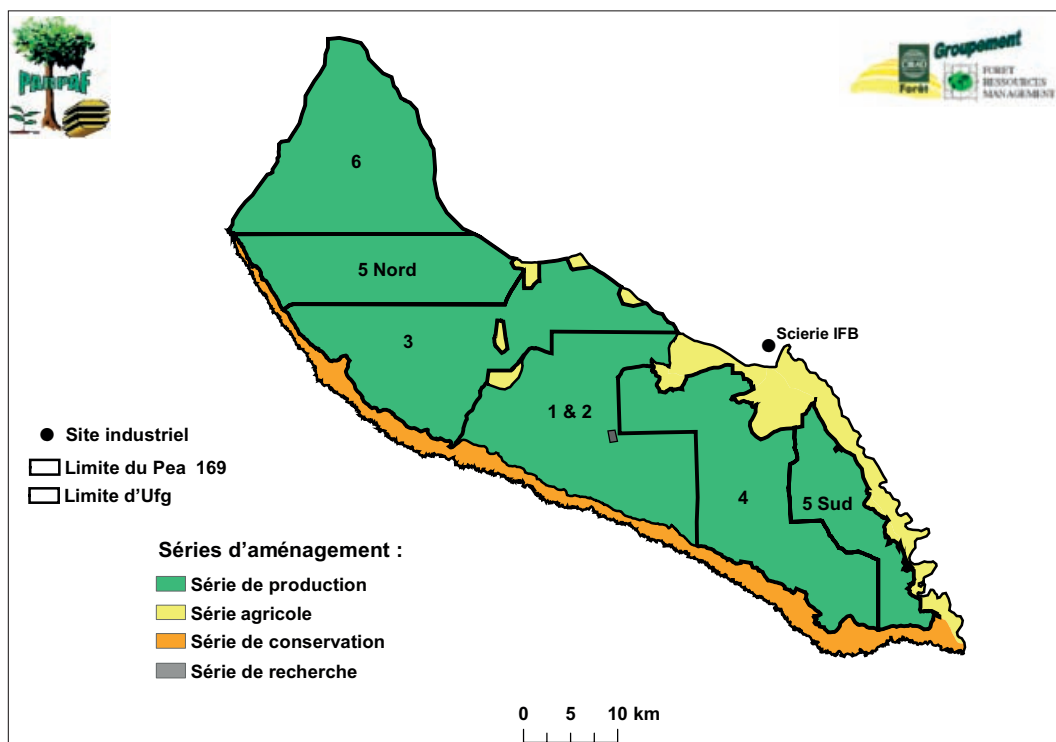 PARPAF
Groupement
CIRAD
Forêt
FORET
RESSOURCES
MANAGEMENT
6
5 Nord
3
Scierie IFB
1 & 2
4
5 Sud
Site industriel
Limite du Pea 169
Limite d'Ufg
Séries d'aménagement :
Série de production
Série agricole
Série de conservation
Série de recherche
0 5 10 km